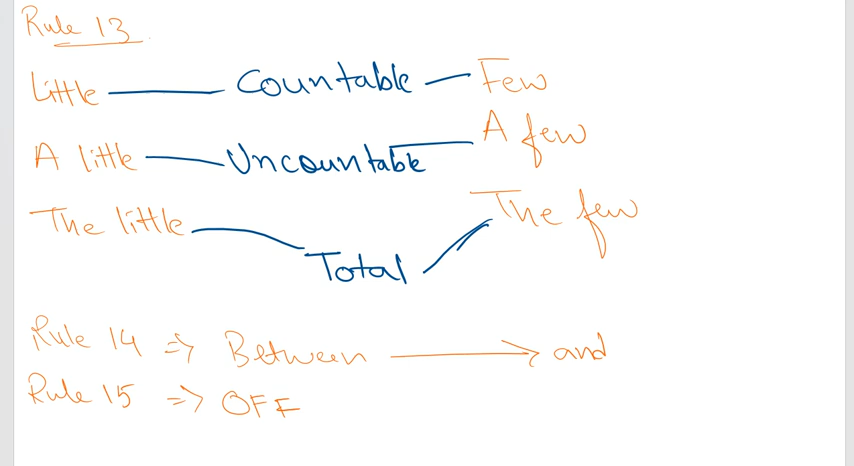 Rule 13
Little — Countable — Few
A little — Uncountable — A few
The little — Total — The few
Rule 14 => Between → and
Rule 15 => OFF